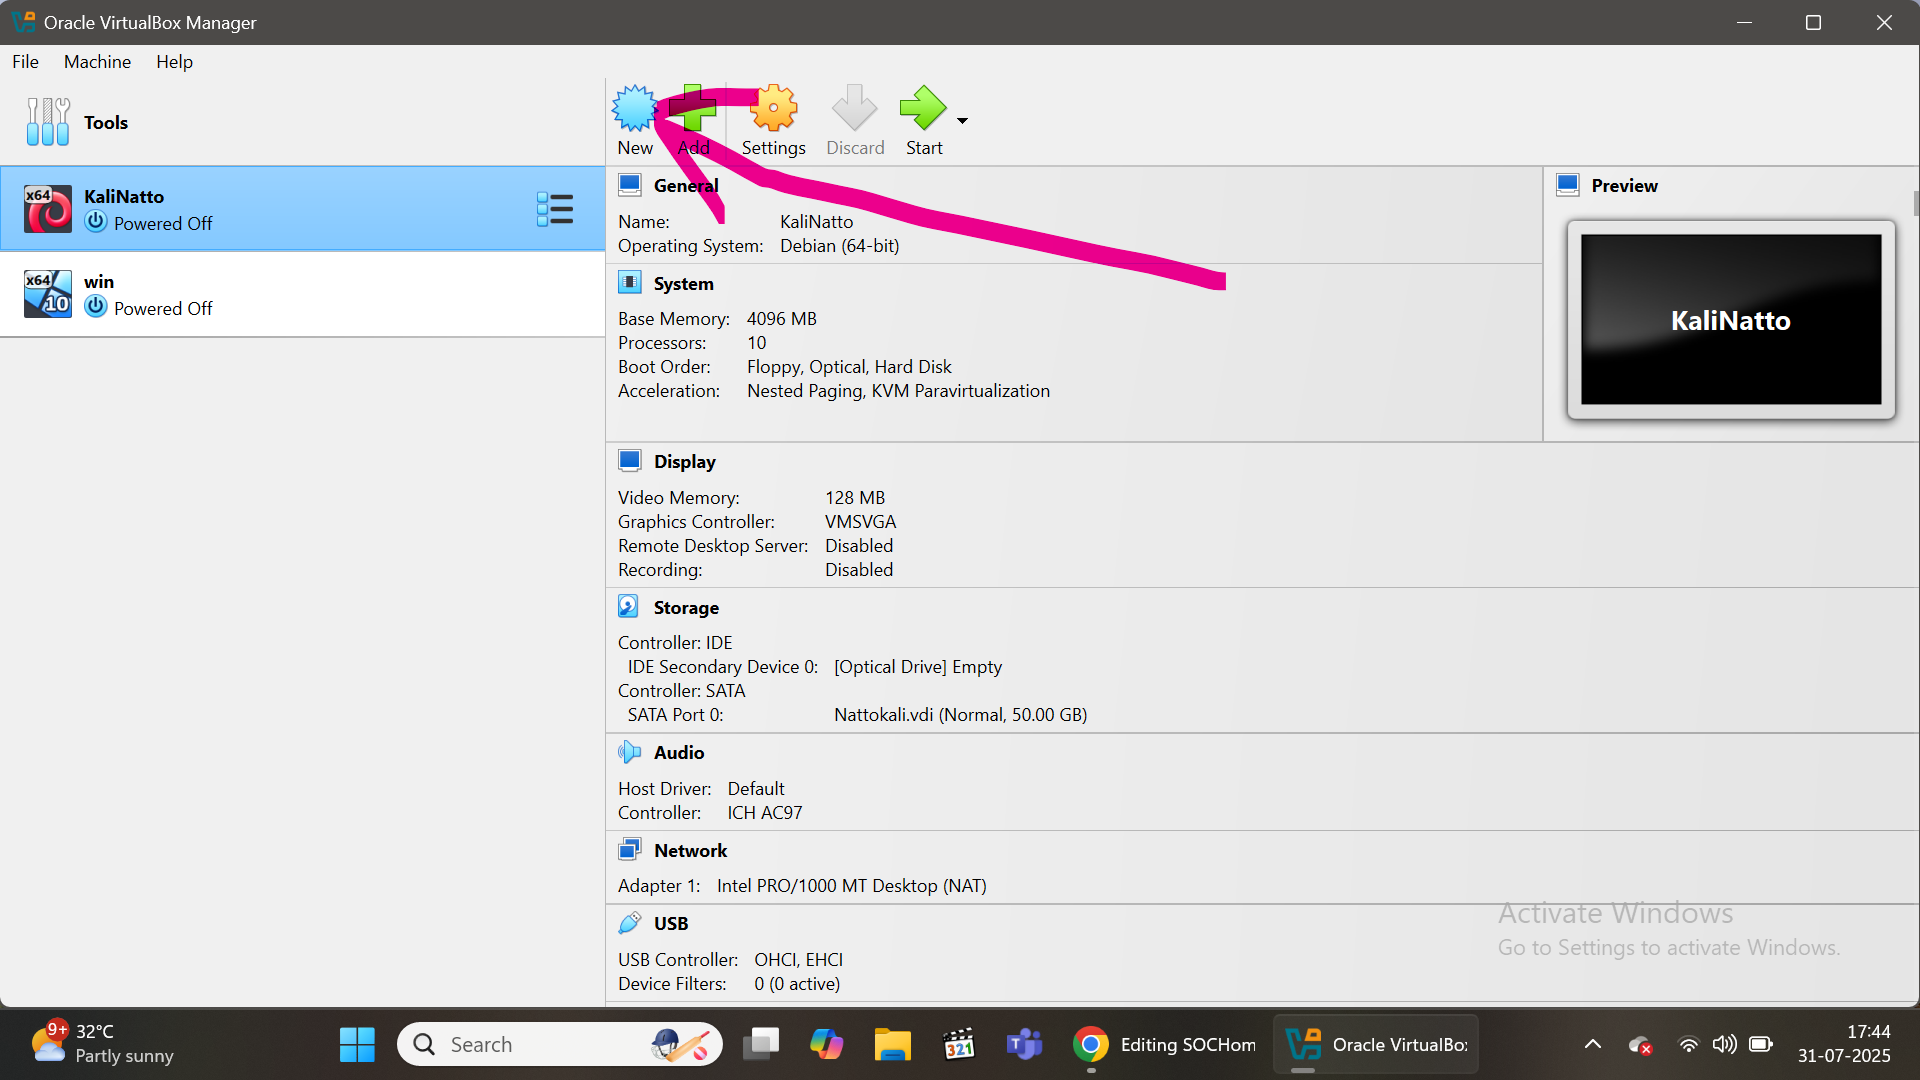 Oracle VirtualBox Manager
File Machine Help
Tools
New Add Settings Discard Start
x64 KaliNatto
Powered Off
x64 10 win
Powered Off
General
Name: KaliNatto
Operating System: Debian (64-bit)
Preview
KaliNatto
System
Base Memory: 4096 MB
Processors: 10
Boot Order: Floppy, Optical, Hard Disk
Acceleration: Nested Paging, KVM Paravirtualization
Display
Video Memory: 128 MB
Graphics Controller: VMSVGA
Remote Desktop Server: Disabled
Recording: Disabled
Storage
Controller: IDE
IDE Secondary Device 0: [Optical Drive] Empty
Controller: SATA
SATA Port 0: Nattokali.vdi (Normal, 50.00 GB)
Audio
Host Driver: Default
Controller: ICH AC97
Network
Adapter 1: Intel PRO/1000 MT Desktop (NAT)
USB
USB Controller: OHCI, EHCI
Device Filters: 0 (0 active)
Activate Windows
Go to Settings to activate Windows.
9+ 32°C
Partly sunny
Search
321
T
Editing SOCHom
Oracle VirtualBo
17:44
31-07-2025